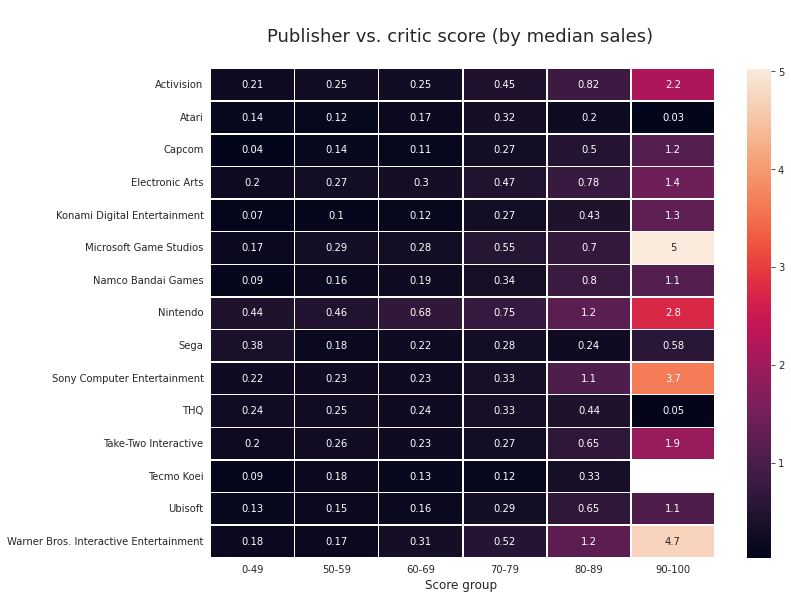 Publisher vs. critic score (by median sales)
Activision 0.21 0.25 0.25 0.45 0.82 2.2
Atari 0.14 0.12 0.17 0.32 0.2 0.03
Capcom 0.04 0.14 0.11 0.27 0.5 1.2
Electronic Arts 0.2 0.27 0.3 0.47 0.78 1.4
Konami Digital Entertainment 0.07 0.1 0.12 0.27 0.43 1.3
Microsoft Game Studios 0.17 0.29 0.28 0.55 0.7 5
Namco Bandai Games 0.09 0.16 0.19 0.34 0.8 1.1
Nintendo 0.44 0.46 0.68 0.75 1.2 2.8
Sega 0.38 0.18 0.22 0.28 0.24 0.58
Sony Computer Entertainment 0.22 0.23 0.23 0.33 1.1 3.7
THQ 0.24 0.25 0.24 0.33 0.44 0.05
Take-Two Interactive 0.2 0.26 0.23 0.27 0.65 1.9
Tecmo Koei 0.09 0.18 0.13 0.12 0.33
Ubisoft 0.13 0.15 0.16 0.29 0.65 1.1
Warner Bros. Interactive Entertainment 0.18 0.17 0.31 0.52 1.2 4.7
0-49 50-59 60-69 70-79 80-89 90-100
Score group
5
4
3
2
1